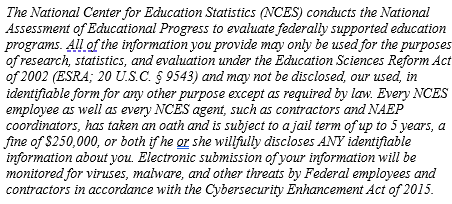 The National Center for Education Statistics (NCES) conducts the National
Assessment of Educational Progress to evaluate federally supported education
programs. All of the information you provide may only be used for the purposes
of research, statistics, and evaluation under the Education Sciences Reform Act
of 2002 (ESRA; 20 U.S.C. § 9543) and may not be disclosed, our used, in
identifiable form for any other purpose except as required by law. Every NCES
employee as well as every NCES agent, such as contractors and NAEP
coordinators, has taken an oath and is subject to a jail term of up to 5 years, a
fine of $250,000, or both if he or she willfully discloses ANY identifiable
information about you. Electronic submission of your information will be
monitored for viruses, malware, and other threats by Federal employees and
contractors in accordance with the Cybersecurity Enhancement Act of 2015.